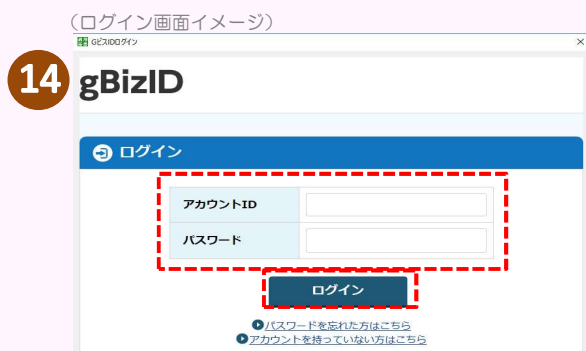 （ログイン画面イメージ）
GビズIDログイン
14
gBizID
ログイン
アカウントID
パスワード
ログイン
パスワードを忘れた方はこちら
アカウントを持っていない方はこちら